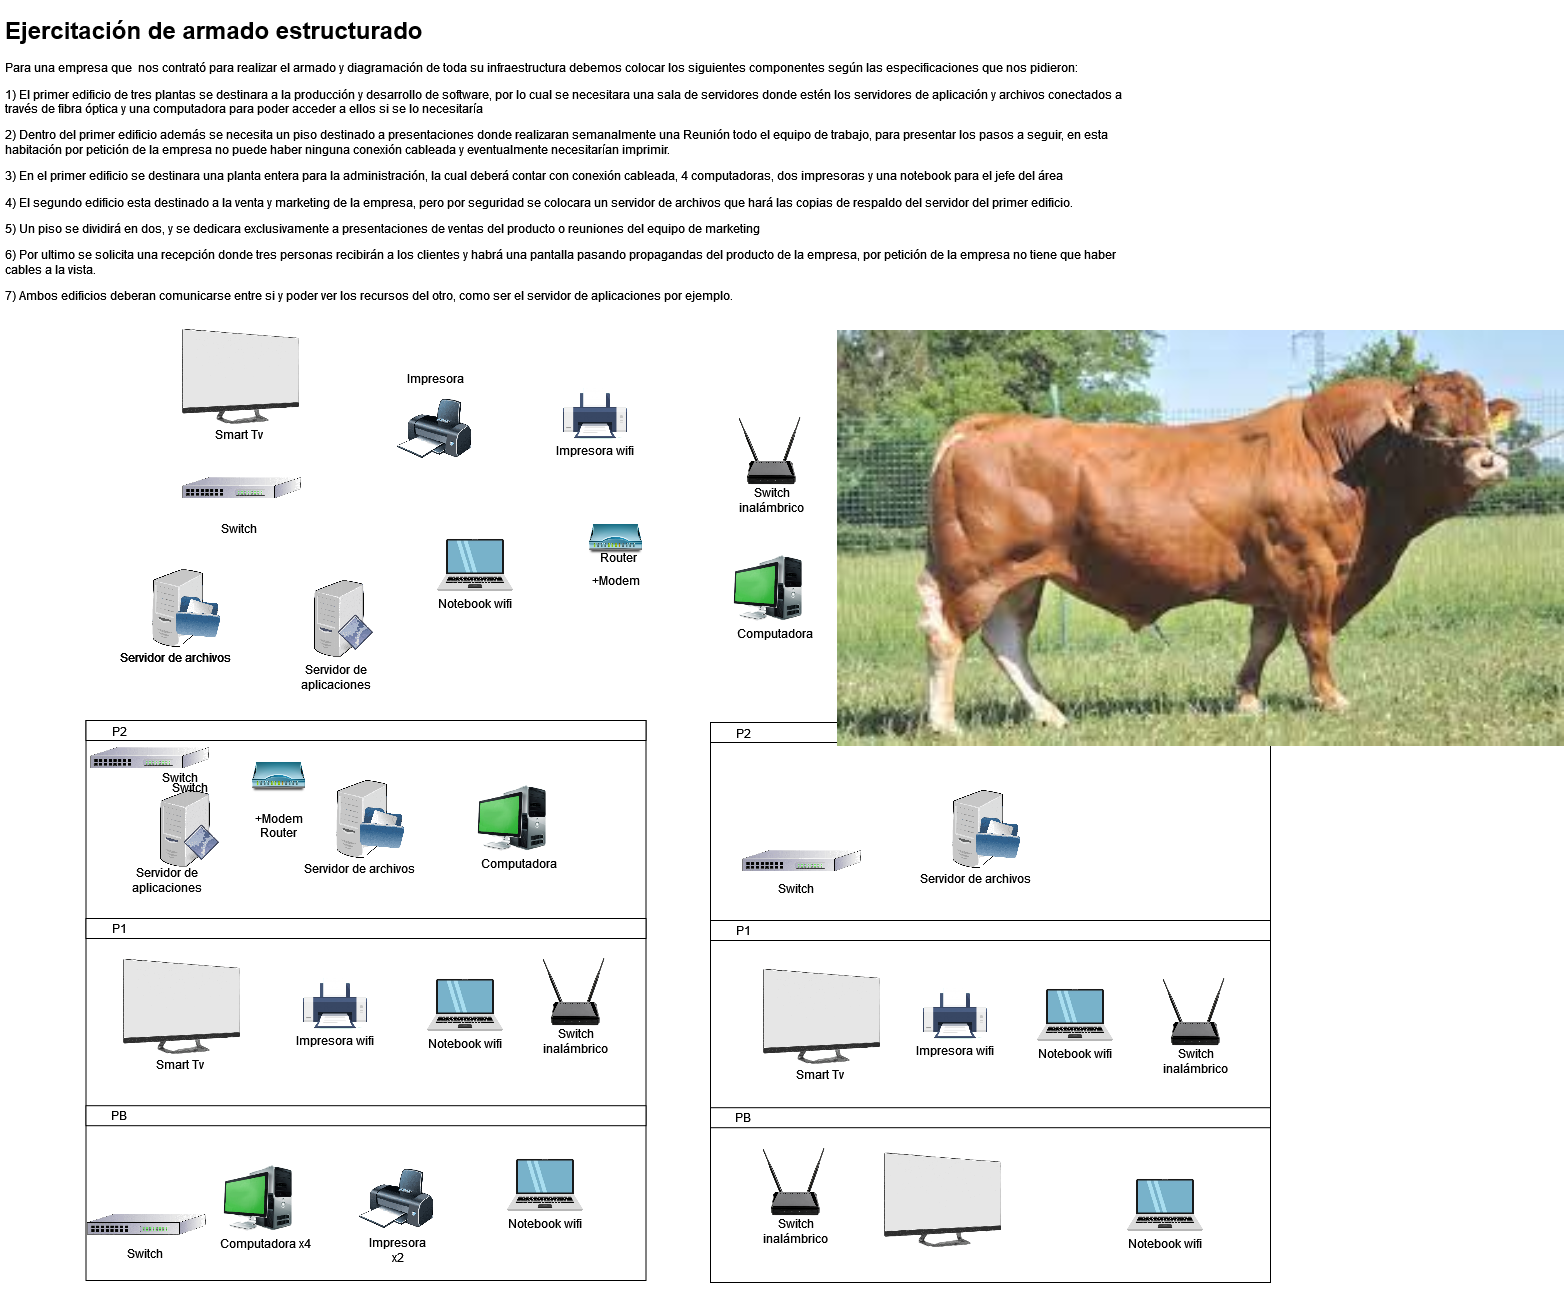 Ejercitación de armado estructurado
Para una empresa que  nos contrató para realizar el armado y diagramación de toda su infraestructura debemos colocar los siguientes componentes según las especificaciones que nos pidieron:
1) El primer edificio de tres plantas se destinara a la producción y desarrollo de software, por lo cual se necesitara una sala de servidores donde estén los servidores de aplicación y archivos conectados a
través de fibra óptica y una computadora para poder acceder a ellos si se lo necesitaría
2) Dentro del primer edificio además se necesita un piso destinado a presentaciones donde realizaran semanalmente una Reunión todo el equipo de trabajo, para presentar los pasos a seguir, en esta
habitación por petición de la empresa no puede haber ninguna conexión cableada y eventualmente necesitarían imprimir.
3) En el primer edificio se destinara una planta entera para la administración, la cual deberá contar con conexión cableada, 4 computadoras, dos impresoras y una notebook para el jefe del área
4) El segundo edificio esta destinado a la venta y marketing de la empresa, pero por seguridad se colocara un servidor de archivos que hará las copias de respaldo del servidor del primer edificio.
5) Un piso se dividirá en dos, y se dedicara exclusivamente a presentaciones de ventas del producto o reuniones del equipo de marketing
6) Por ultimo se solicita una recepción donde tres personas recibirán a los clientes y habrá una pantalla pasando propagandas del producto de la empresa, por petición de la empresa no tiene que haber
cables a la vista.
7) Ambos edificios deberan comunicarse entre si y poder ver los recursos del otro, como ser el servidor de aplicaciones por ejemplo.
Smart Tv
Impresora
Impresora wifi
Switch
inalámbrico
Switch
Router
+Modem
Notebook wifi
Computadora
Servidor de archivos
Servidor de
aplicaciones
P2
Switch
Switch
+Modem
Router
Servidor de
aplicaciones
Servidor de archivos
Computadora
P1
Smart Tv
Impresora wifi
Notebook wifi
Switch
inalámbrico
PB
Switch
Computadora x4
Impresora
x2
Notebook wifi
P2
Switch
Servidor de archivos
P1
Smart Tv
Impresora wifi
Notebook wifi
Switch
inalámbrico
PB
Switch
inalámbrico
Notebook wifi